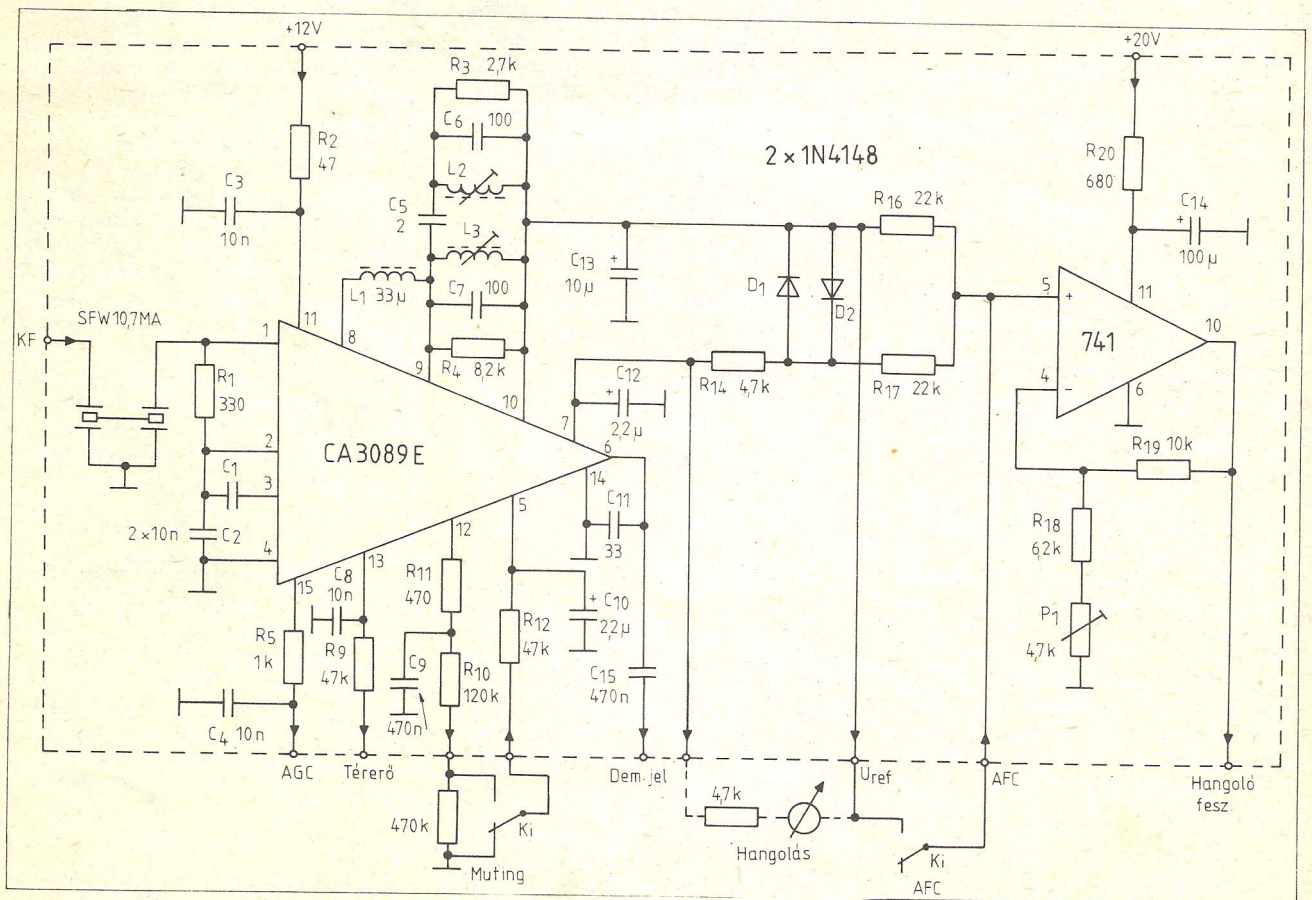 +12V
+20V
R3 2,7k
C6 100
R2
47
L2
2 x 1N4148
R20
680
C3
10n
C5
2
L3
R16 22k
C14
+
100µ
C13 +
10µ
L1 33µ
C7 100
D1
D2
SFW10,7MA
11
8
5
+
11
741
10
KF
1
9
R4 8,2k
R14 4,7k
R17 22k
4
−
6
R1
330
10
7
C12
+
2,2µ
R19 10k
2
CA3089E
6
C1
3
14
C11
33
5
R18
6,2k
2x10n C2
4
12
13
15
C8
10n
R11
470
+ C10
2,2µ
R12
47k
P1
4,7k
R5
1k
R9
47k
C9
470n
R10
120k
C15
470n
C4 10n
AGC
Térerő
Dem. jel
Uref
AFC
Hangoló
fesz.
4,7k
470k
Ki
Hangolás
Ki
Muting
AFC